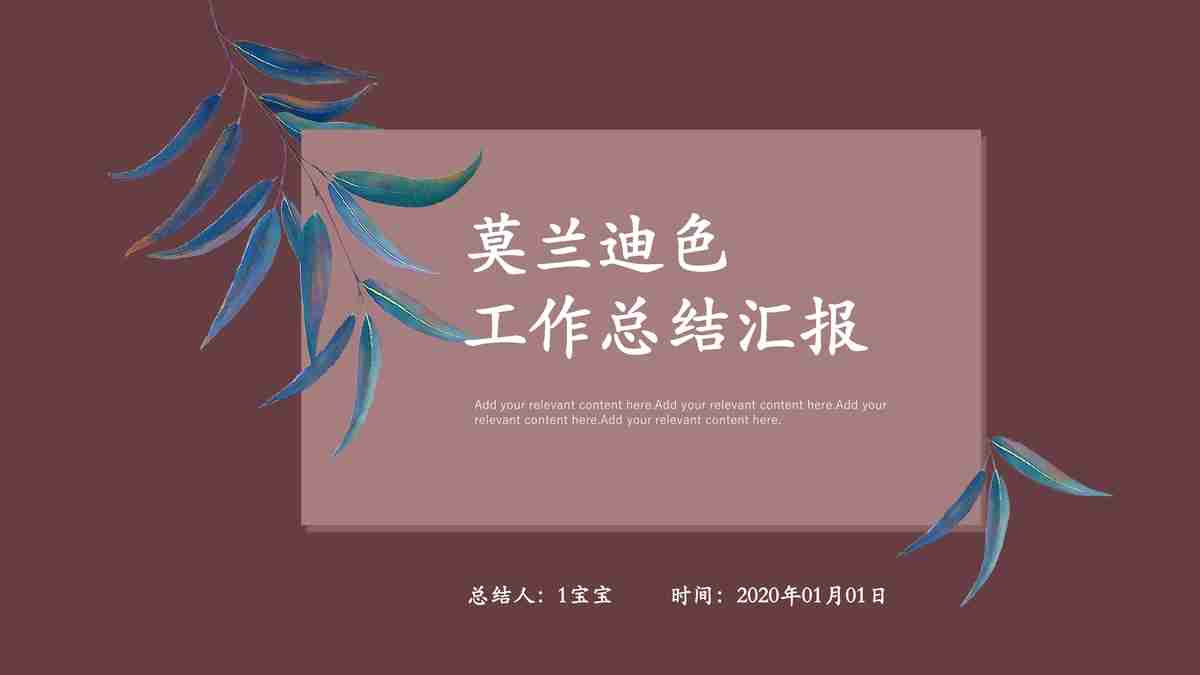 莫兰迪色
工作总结汇报
Add your relevant content here.Add your relevant content here.Add your
relevant content here.Add your relevant content here.
总结人：1宝宝 时间：2020年01月01日